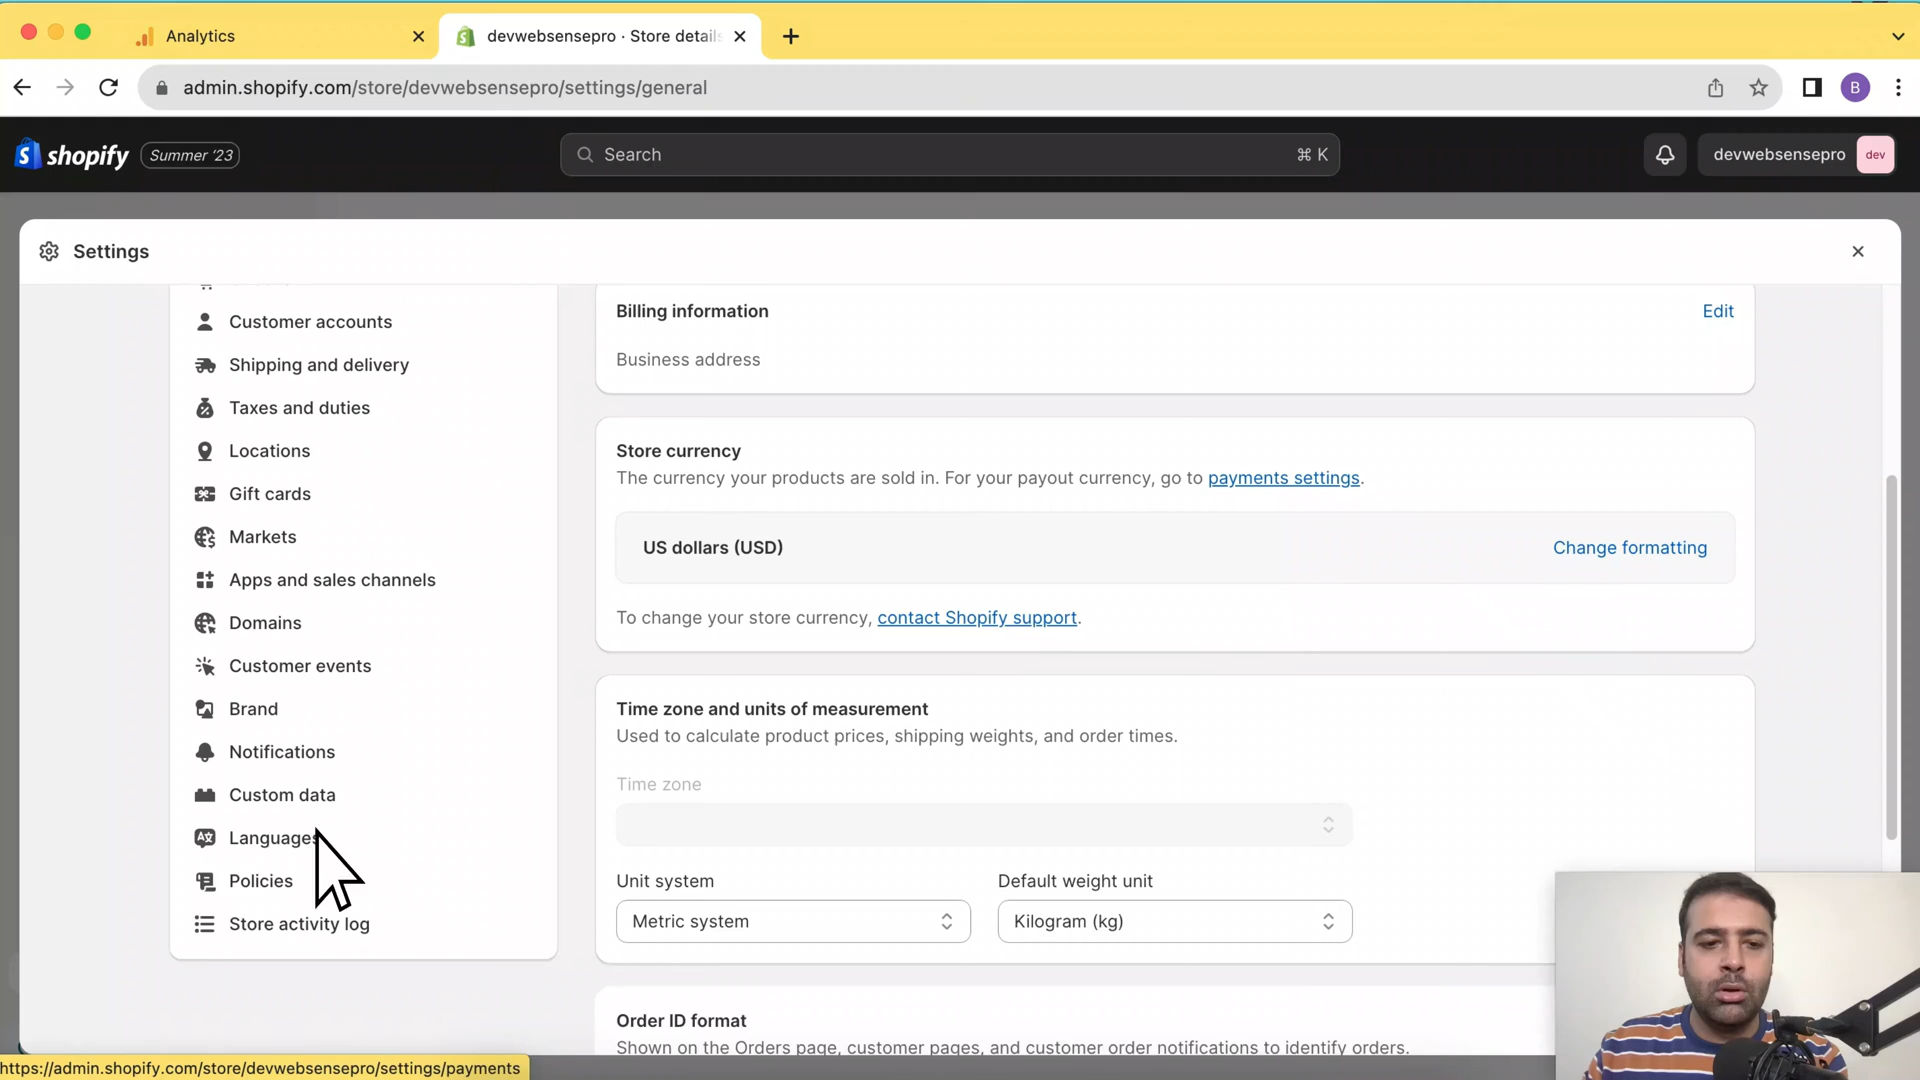 Analytics
devwebsensepro · Store details
admin.shopify.com/store/devwebsensepro/settings/general
B
shopify
Summer '23
Search
⌘ K
devwebsensepro
dev
Settings
Customer accounts
Shipping and delivery
Taxes and duties
Locations
Gift cards
Markets
Apps and sales channels
Domains
Customer events
Brand
Notifications
Custom data
Languages
Policies
Store activity log
Billing information
Edit
Business address
Store currency
The currency your products are sold in. For your payout currency, go to payments settings.
US dollars (USD)
Change formatting
To change your store currency, contact Shopify support.
Time zone and units of measurement
Used to calculate product prices, shipping weights, and order times.
Time zone
Unit system
Default weight unit
Metric system
Kilogram (kg)
Order ID format
Shown on the Orders page, customer pages, and customer order notifications to identify orders.
https://admin.shopify.com/store/devwebsensepro/settings/payments